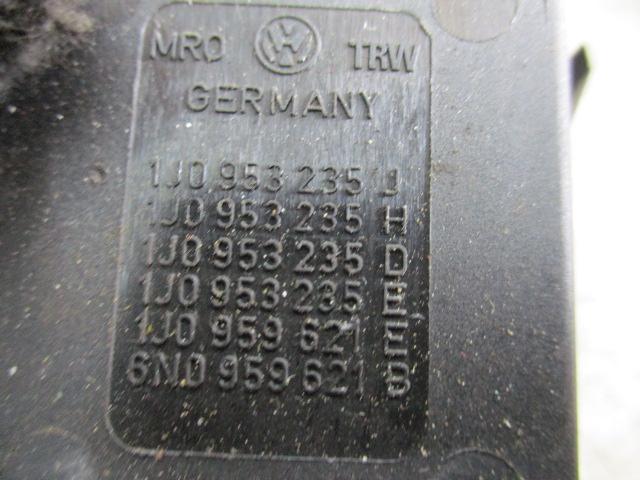 MRO VW TRW
GERMANY
1J0 953 235 J
1J0 953 235 H
1J0 953 235 D
1J0 953 235 E
1J0 959 621 E
6N0 959 621 B